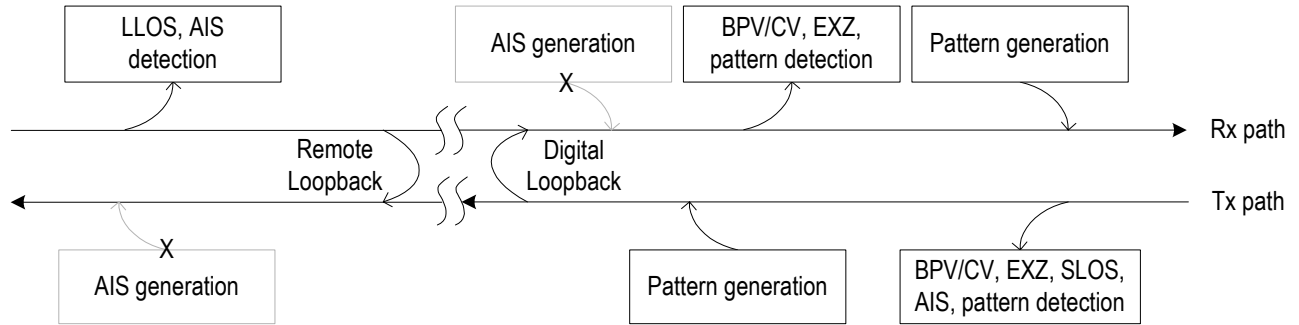 LLOS, AIS
detection
AIS generation
BPV/CV, EXZ,
pattern detection
Pattern generation
X
Rx path
Remote
Loopback
Digital
Loopback
Tx path
X
AIS generation
Pattern generation
BPV/CV, EXZ, SLOS,
AIS, pattern detection